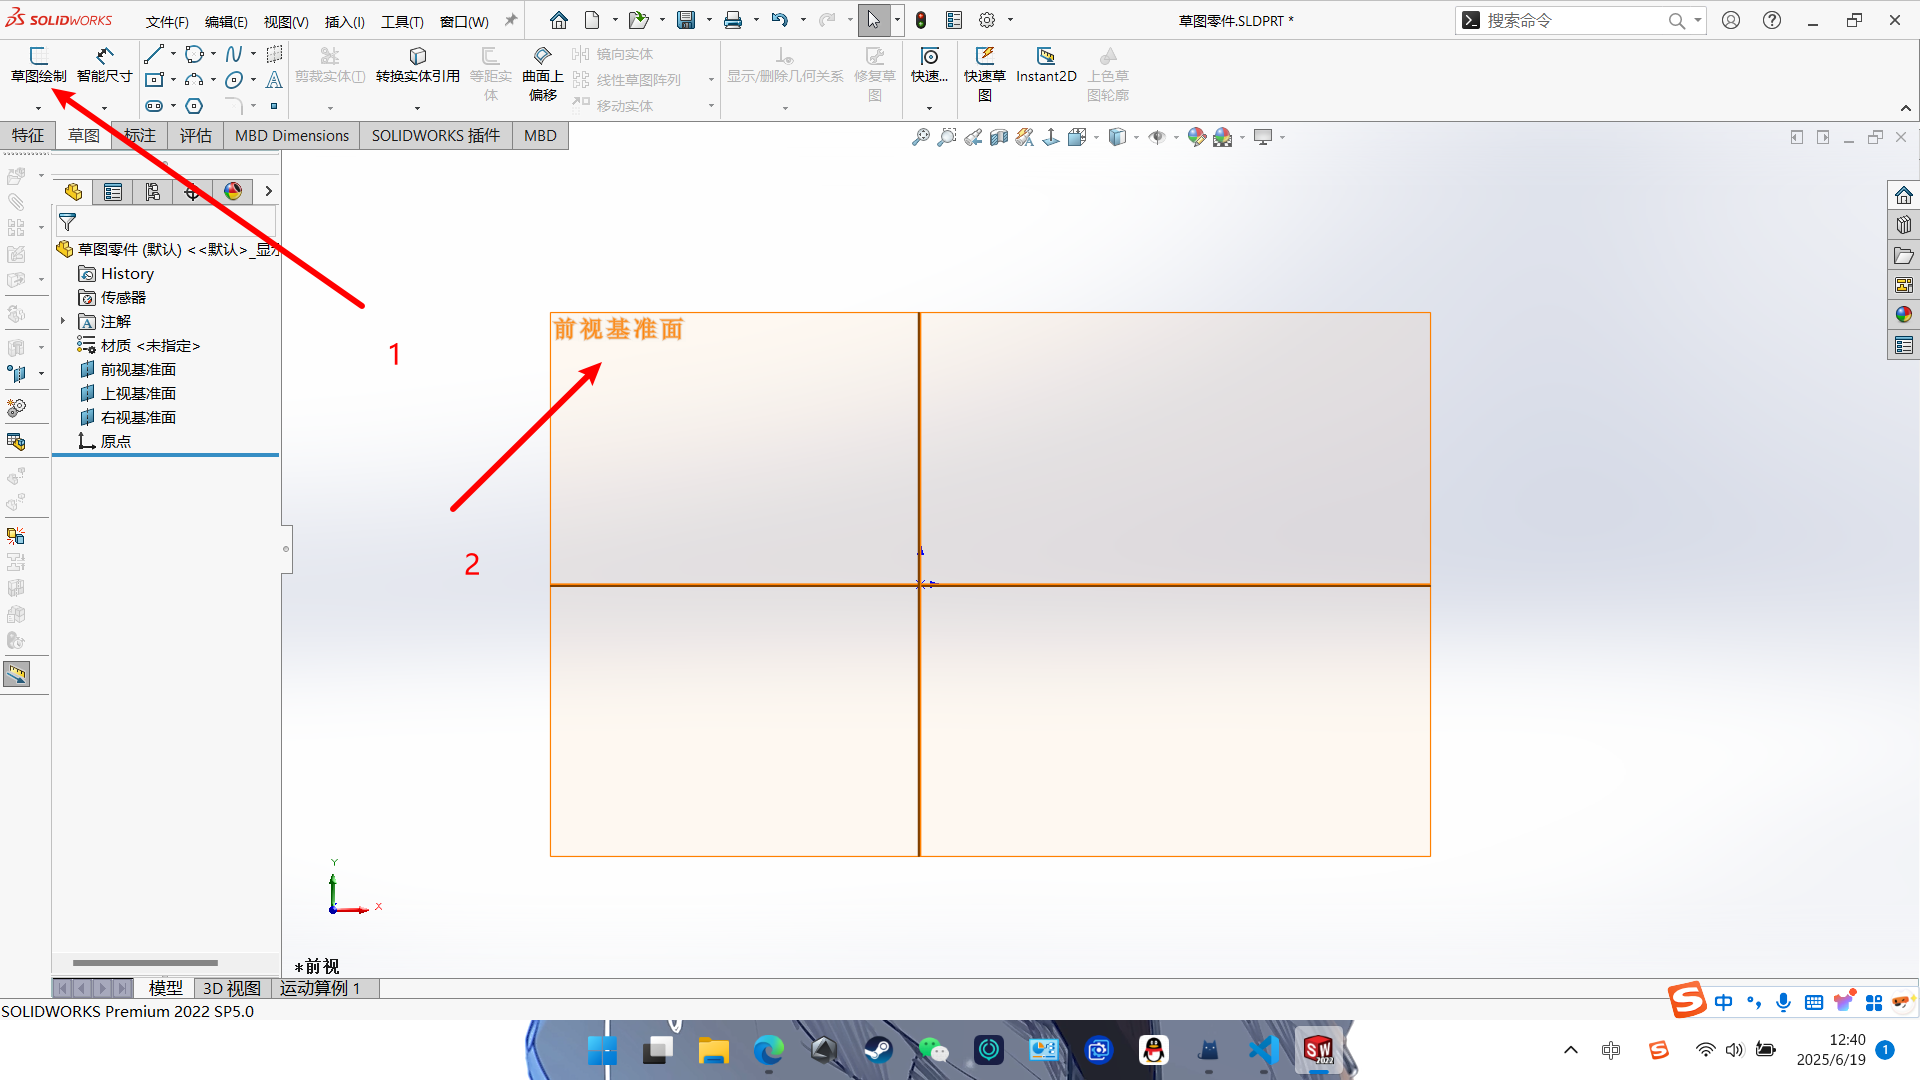 SOLIDWORKS 文件(F) 编辑(E) 视图(V) 插入(I) 工具(T) 窗口(W) 草图零件.SLDPRT * 搜索命令
草图绘制 智能尺寸 剪裁实体(T) 转换实体引用 等距实体 曲面上偏移 镜向实体 线性草图阵列 移动实体 显示/删除几何关系 修复草图 快速... 快速草图 Instant2D 上色草图轮廓
特征 草图 标注 评估 MBD Dimensions SOLIDWORKS 插件 MBD
草图零件 (默认) <<默认>_显
History
传感器
注解
材质 <未指定>
前视基准面
上视基准面
右视基准面
原点
前视基准面
1
2
Y
X
*前视
模型 3D 视图 运动算例 1
SOLIDWORKS Premium 2022 SP5.0
中
12:40
中
2025/6/19
1
SW
2022